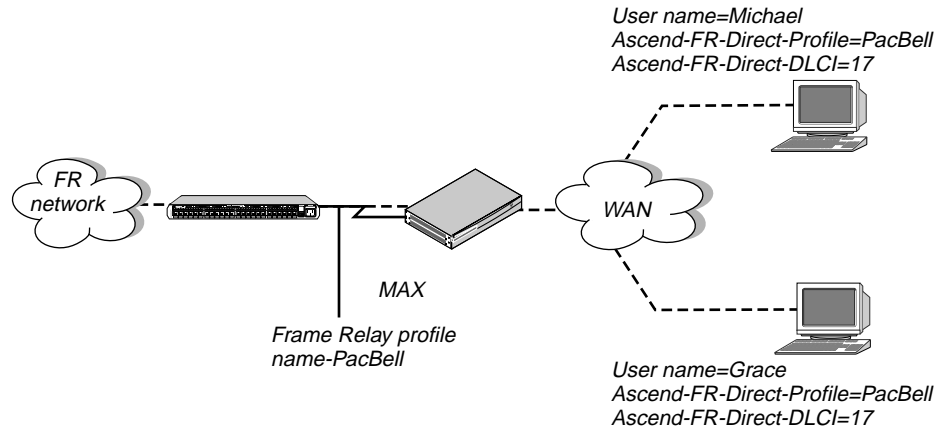 User name=Michael
Ascend-FR-Direct-Profile=PacBell
Ascend-FR-Direct-DLCI=17
FR
network
WAN
MAX
Frame Relay profile
name-PacBell
User name=Grace
Ascend-FR-Direct-Profile=PacBell
Ascend-FR-Direct-DLCI=17